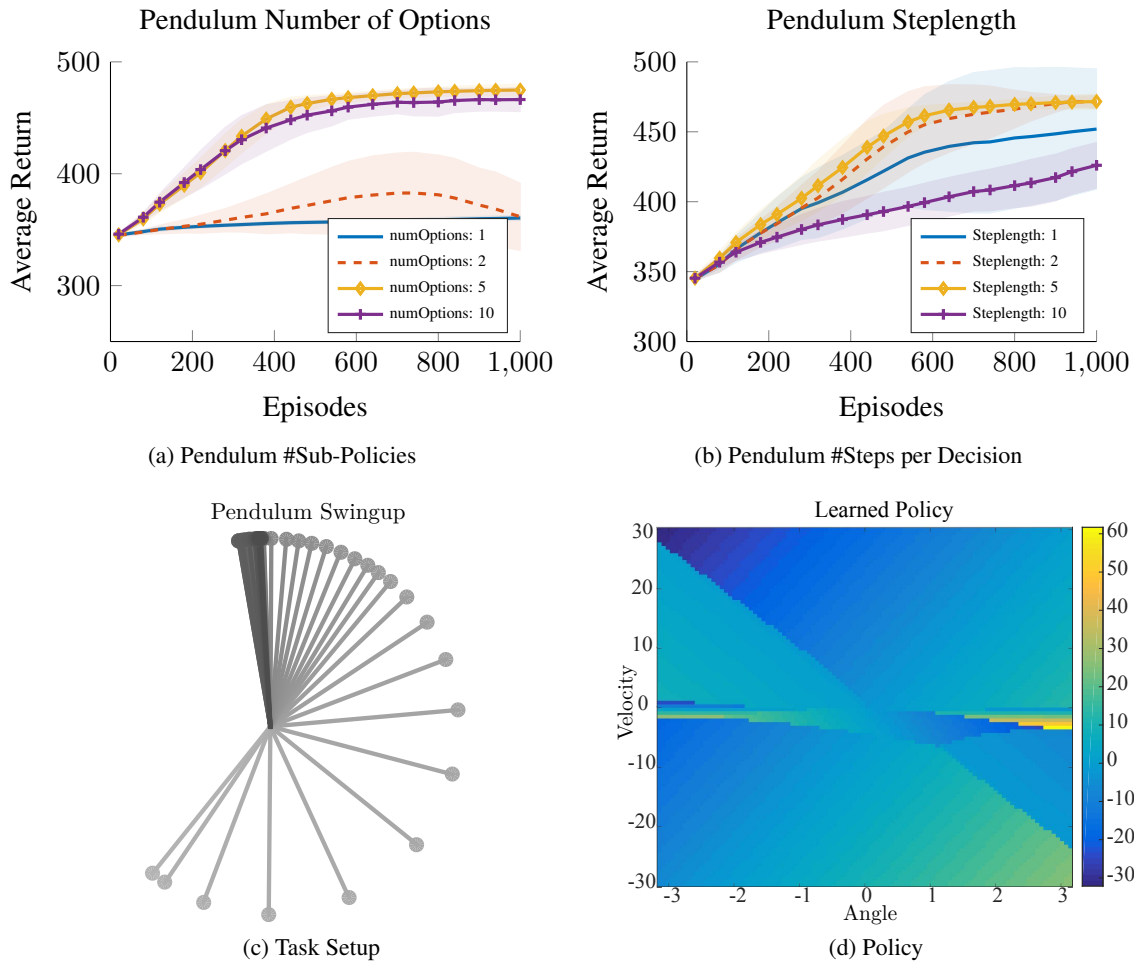 Pendulum Number of Options
500
400
300
0
200
400
600
800
1,000
Average Return
Episodes
numOptions: 1
numOptions: 2
numOptions: 5
numOptions: 10
(a) Pendulum #Sub-Policies
Pendulum Steplength
500
450
400
350
300
0
200
400
600
800
1,000
Average Return
Episodes
Steplength: 1
Steplength: 2
Steplength: 5
Steplength: 10
(b) Pendulum #Steps per Decision
Pendulum Swingup
(c) Task Setup
Learned Policy
30
20
10
0
-10
-20
-30
Velocity
-3
-2
-1
0
1
2
3
Angle
60
50
40
30
20
10
0
-10
-20
-30
(d) Policy